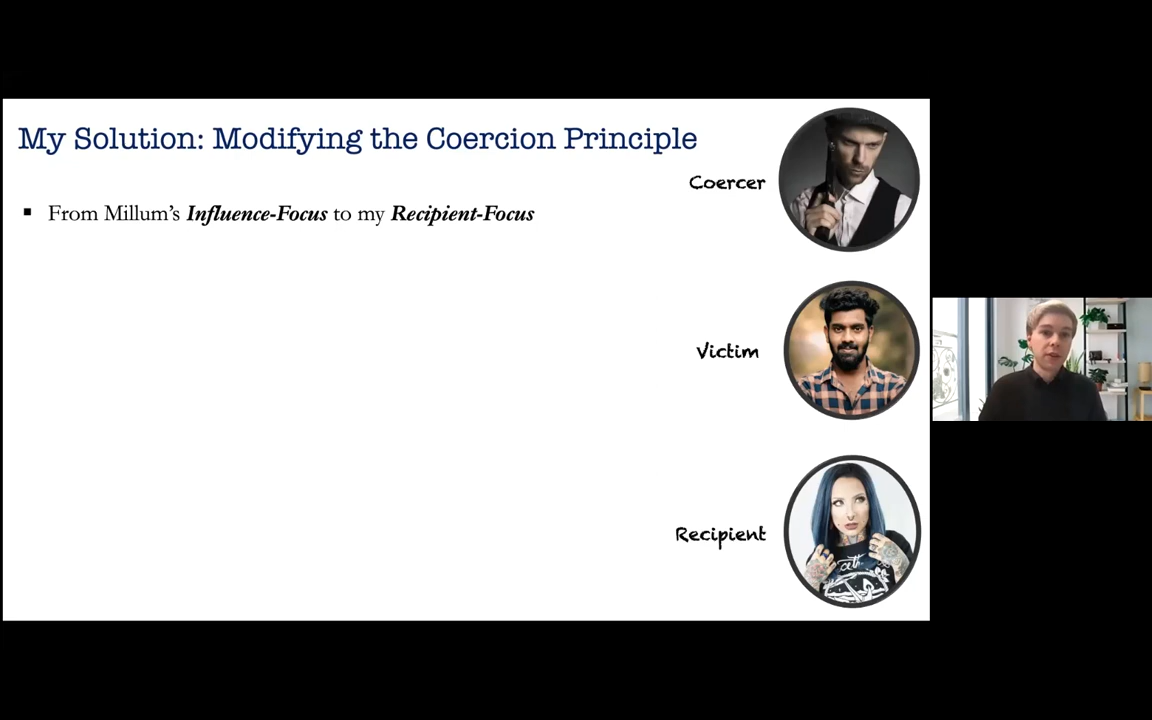 My Solution: Modifying the Coercion Principle
Coercer
▪ From Millum's Influence-Focus to my Recipient-Focus
Victim
Recipient